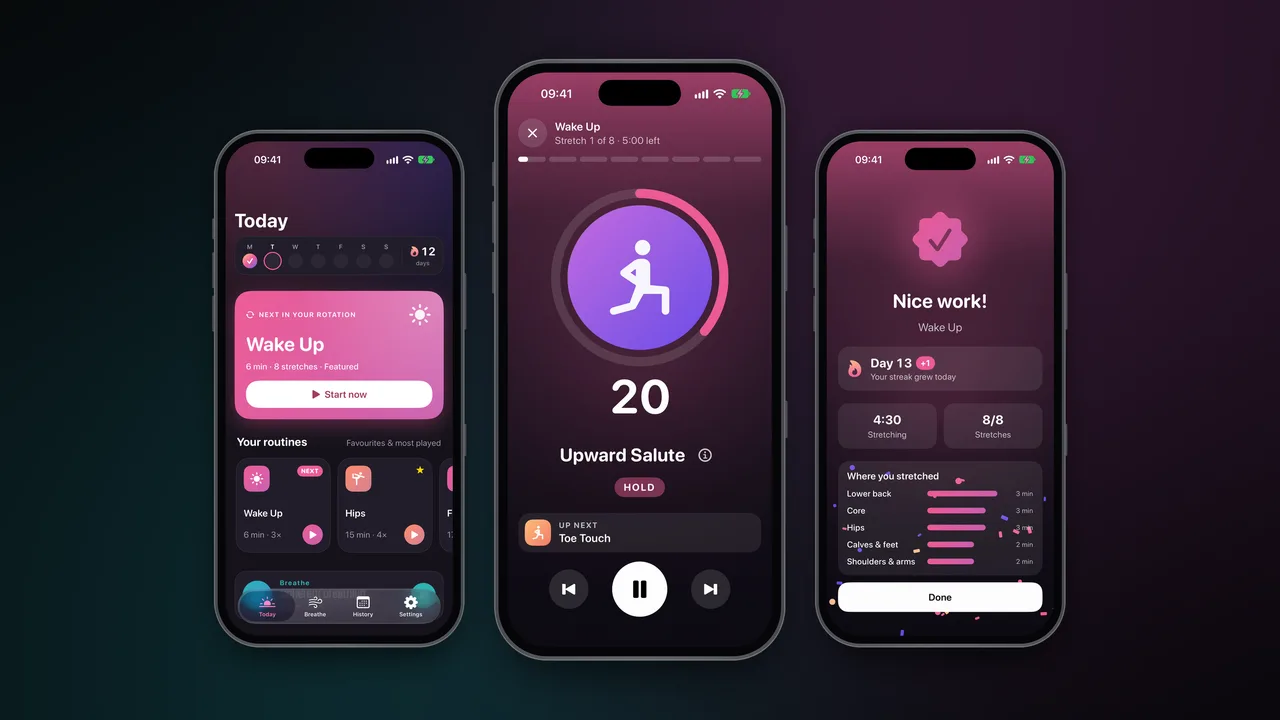 09:41
Today
M T W T F S S
12
days
NEXT IN YOUR ROTATION
Wake Up
6 min · 8 stretches · Featured
Start now
Your routines
Favourites & most played
NEXT
Wake Up
6 min · 3×
Hips
15 min · 4×
F
Breathe
Today
Breathe
History
Settings
09:41
Wake Up
Stretch 1 of 8 · 5:00 left
20
Upward Salute
HOLD
UP NEXT
Toe Touch
09:41
Nice work!
Wake Up
Day 13 +1
Your streak grew today
4:30
Stretching
8/8
Stretches
Where you stretched
Lower back 3 min
Core 3 min
Hips 3 min
Calves & feet 2 min
Shoulders & arms 2 min
Done